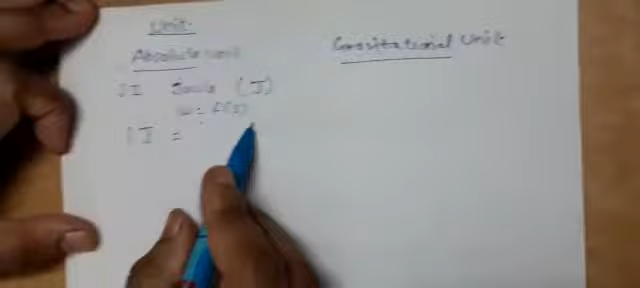 Unit
Absolute unit
Gravitational Unit
SI Joule (J)
W = F(S)
1 J =